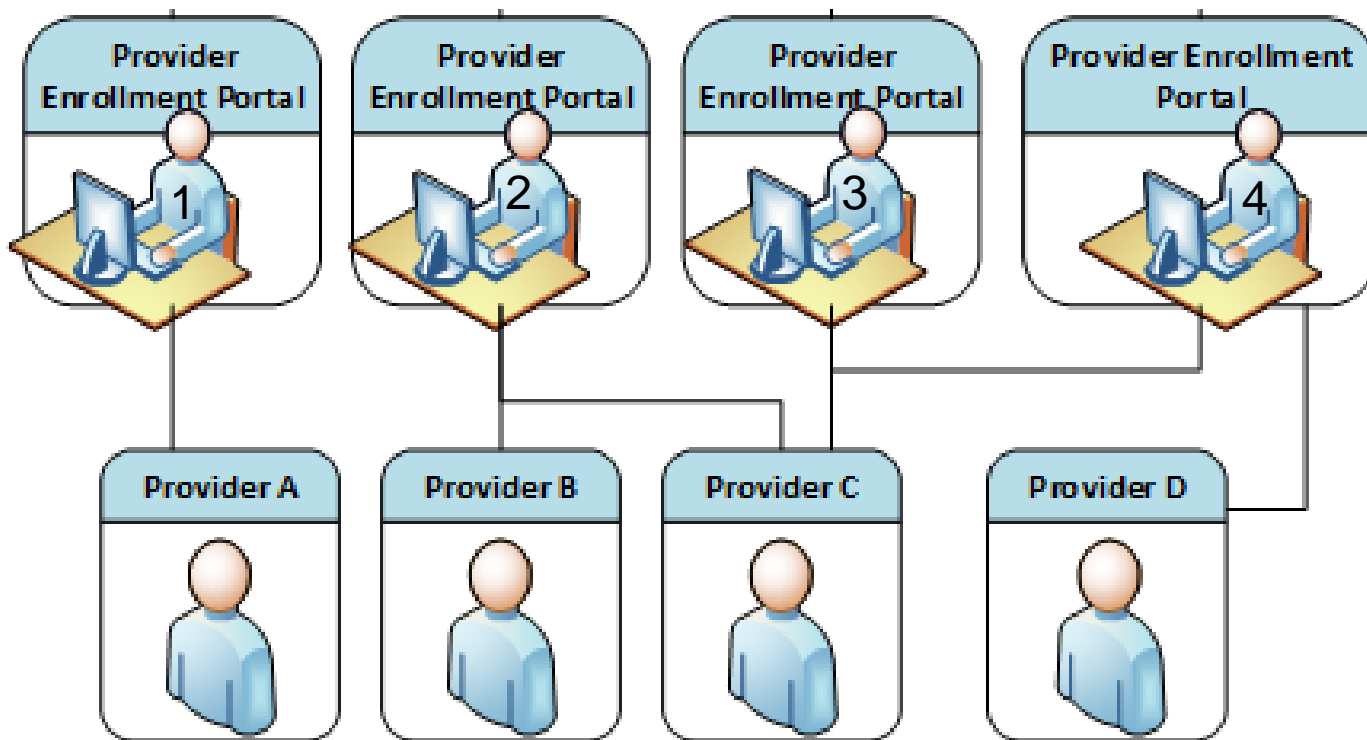 Provider
Enrollment Portal
1
Provider
Enrollment Portal
2
Provider
Enrollment Portal
3
Provider Enrollment
Portal
4
Provider A
Provider B
Provider C
Provider D